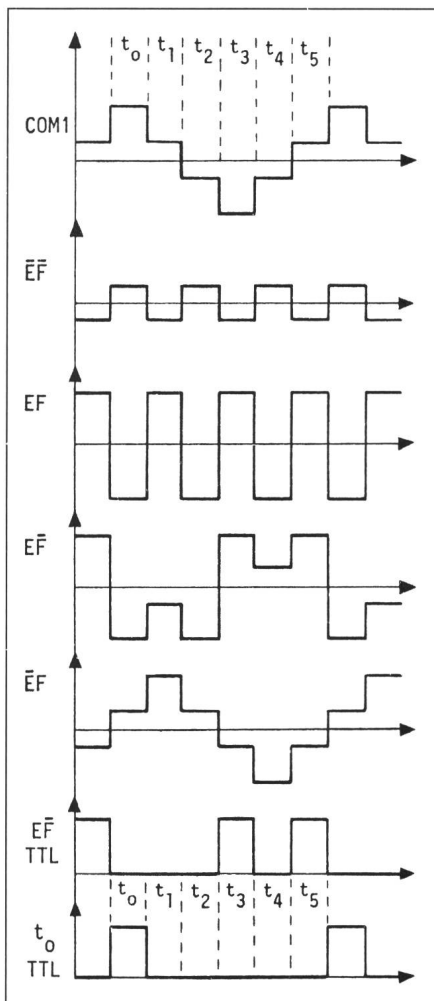 t₀ t₁ t₂ t₃ t₄ t₅
COM1
E̅F̅
EF
EF̅
E̅F
EF̅
TTL
t₀ t₁ t₂ t₃ t₄ t₅
t₀
TTL